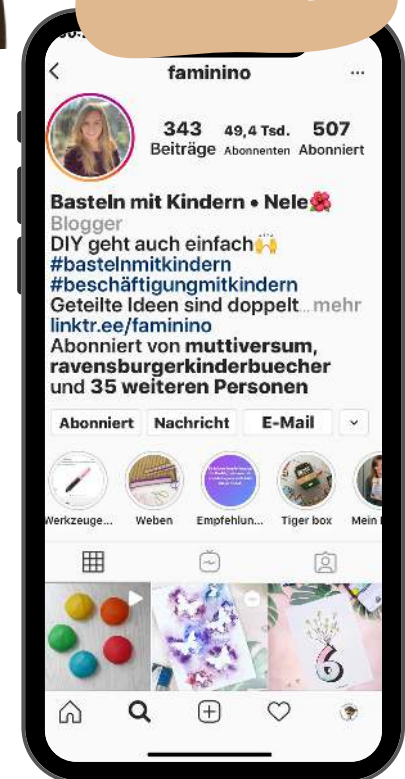 faminino
343 49,4 Tsd. 507
Beiträge Abonnenten Abonniert
Basteln mit Kindern • Nele🌺
Blogger
DIY geht auch einfach🙌
#bastelnmitkindern
#beschäftigungmitkindern
Geteilte Ideen sind doppelt... mehr
linktr.ee/faminino
Abonniert von muttiversum,
ravensburgerkinderbuecher
und 35 weiteren Personen
Abonniert Nachricht E-Mail
Werkzeuge... Weben Empfehlun... Tiger box Mein
6